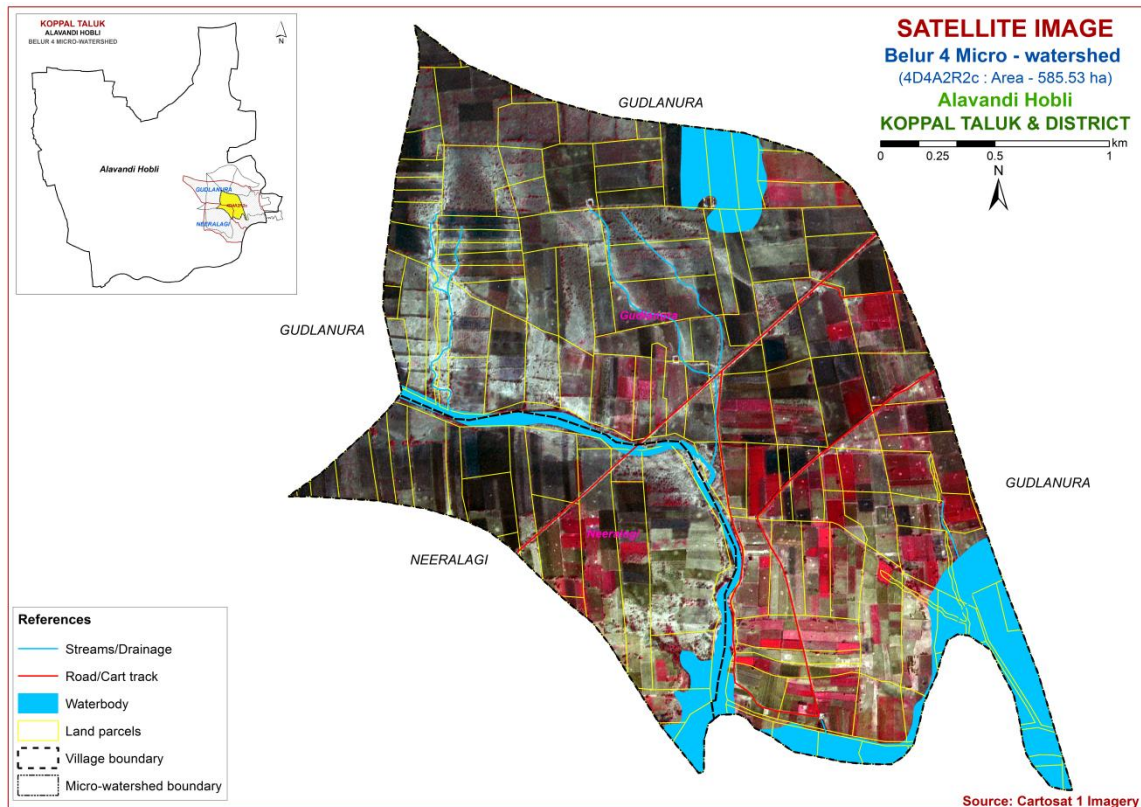 KOPPAL TALUK
ALAVANDI HOBLI
BELUR 4 MICRO-WATERSHED
N
Alavandi Hobli
GUDLANURA
NEERALAGI
SATELLITE IMAGE
Belur 4 Micro - watershed
(4D4A2R2c : Area - 585.53 ha)
Alavandi Hobli
KOPPAL TALUK & DISTRICT
km
0 0.25 0.5 1
N
GUDLANURA
GUDLANURA
Gudlanura
GUDLANURA
Neeralagi
NEERALAGI
References
Streams/Drainage
Road/Cart track
Waterbody
Land parcels
Village boundary
Micro-watershed boundary
Source: Cartosat 1 Imagery